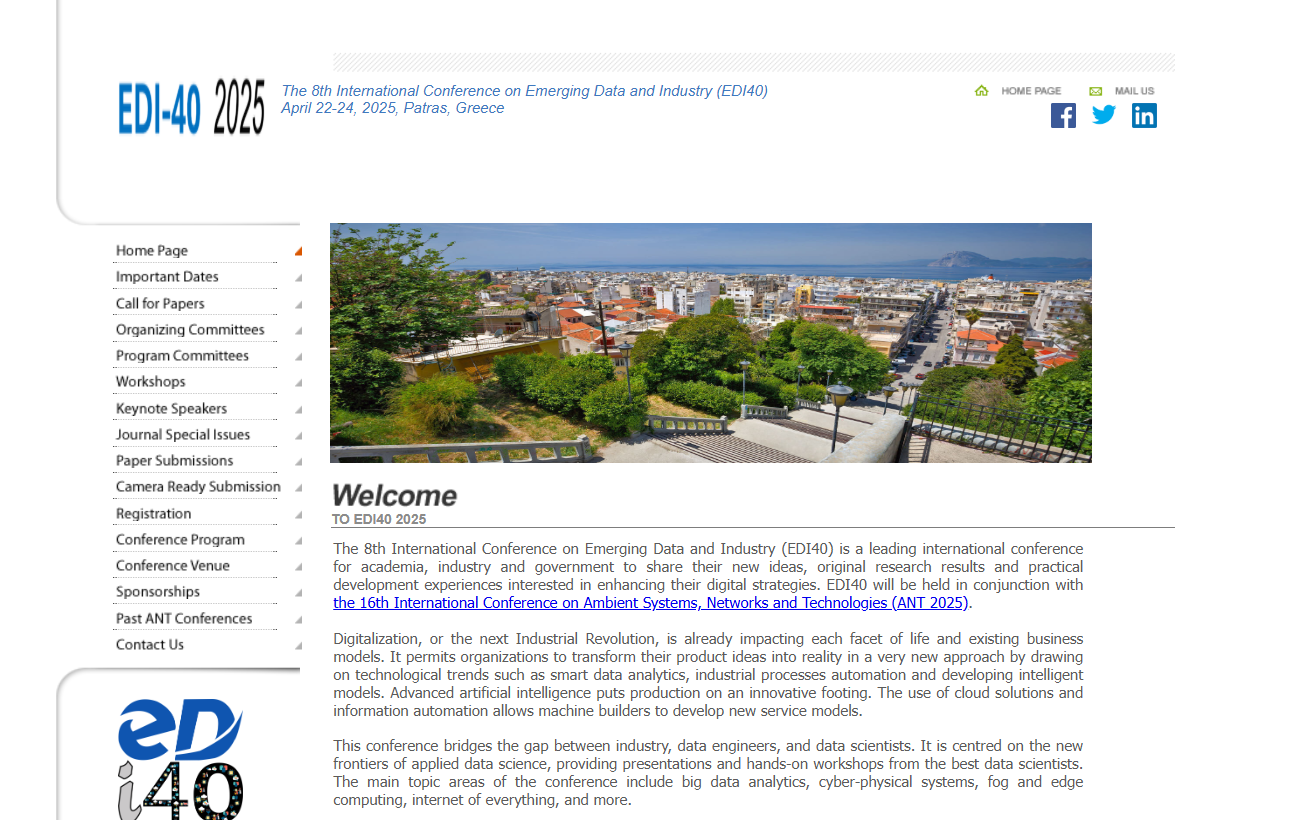 EDI-40 2025
The 8th International Conference on Emerging Data and Industry (EDI40)
April 22-24, 2025, Patras, Greece
HOME PAGE
MAIL US
Home Page
Important Dates
Call for Papers
Organizing Committees
Program Committees
Workshops
Keynote Speakers
Journal Special Issues
Paper Submissions
Camera Ready Submission
Registration
Conference Program
Conference Venue
Sponsorships
Past ANT Conferences
Contact Us
eD
i40
Welcome
TO EDI40 2025
The 8th International Conference on Emerging Data and Industry (EDI40) is a leading international conference
for academia, industry and government to share their new ideas, original research results and practical
development experiences interested in enhancing their digital strategies. EDI40 will be held in conjunction with
the 16th International Conference on Ambient Systems, Networks and Technologies (ANT 2025).
Digitalization, or the next Industrial Revolution, is already impacting each facet of life and existing business
models. It permits organizations to transform their product ideas into reality in a very new approach by drawing
on technological trends such as smart data analytics, industrial processes automation and developing intelligent
models. Advanced artificial intelligence puts production on an innovative footing. The use of cloud solutions and
information automation allows machine builders to develop new service models.
This conference bridges the gap between industry, data engineers, and data scientists. It is centred on the new
frontiers of applied data science, providing presentations and hands-on workshops from the best data scientists.
The main topic areas of the conference include big data analytics, cyber-physical systems, fog and edge
computing, internet of everything, and more.